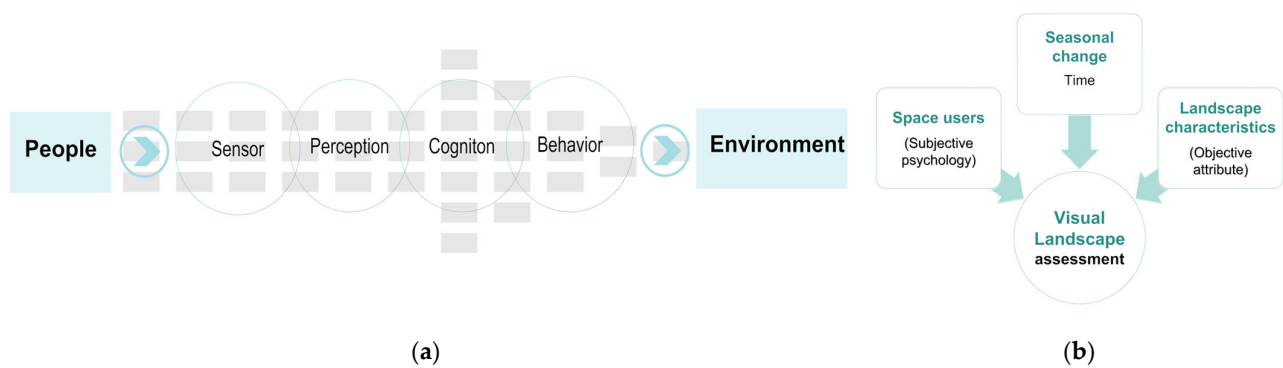 People
Sensor
Perception
Cogniton
Behavior
Environment
(a)
Seasonal
change
Time
Space users
(Subjective
psychology)
Landscape
characteristics
(Objective
attribute)
Visual
Landscape
assessment
(b)